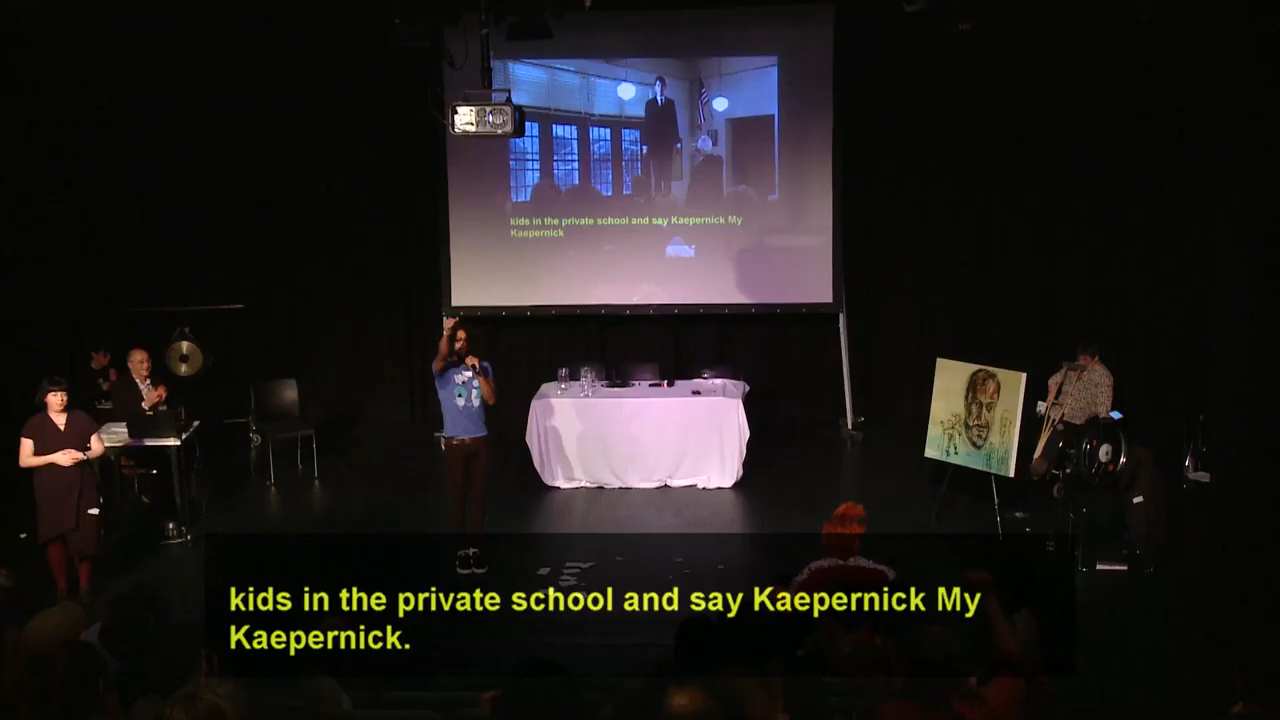 kids in the private school and say Kaepernick My
Kaepernick
kids in the private school and say Kaepernick My
Kaepernick.